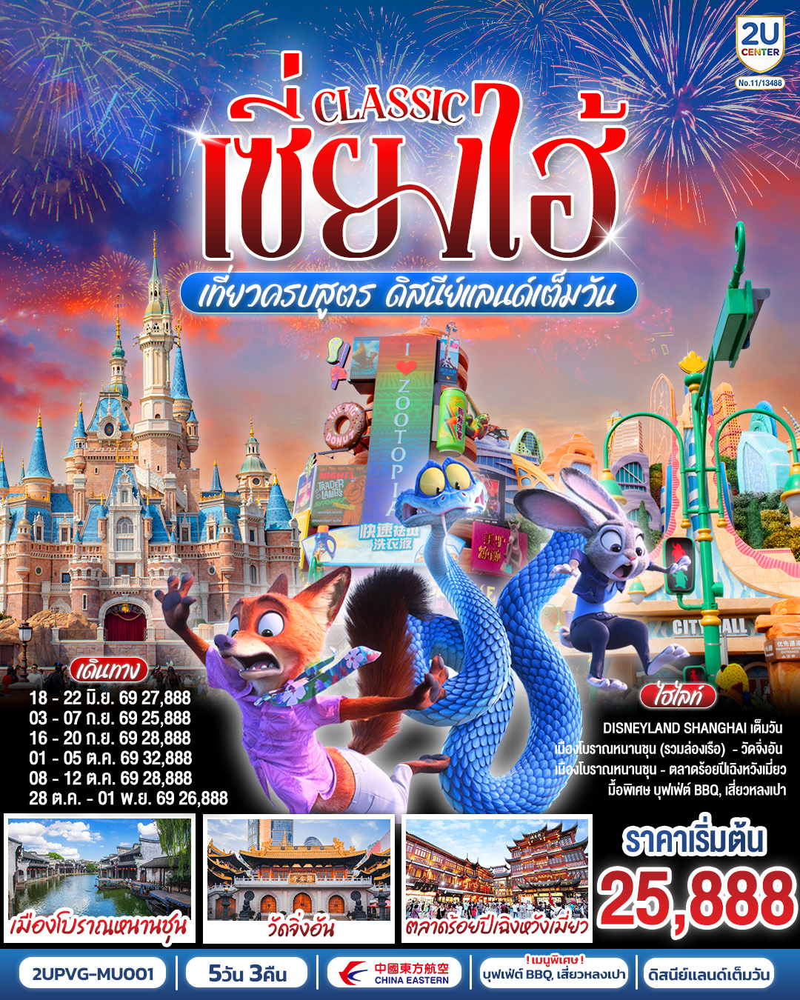 2U
CENTER
No.11/13488
CLASSIC
เซี่ยงไฮ้
เที่ยวครบสูตร ดิสนีย์แลนด์เต็มวัน
I ❤ ZOOTOPIA
THE BIG DONUT
NIGHTS
TRADER
LAMBS
快速祛斑
洗衣液
CITY HALL
优先通道
เดินทาง
18 - 22 มิ.ย. 69 27,888
03 - 07 ก.ย. 69 25,888
16 - 20 ก.ย. 69 28,888
01 - 05 ต.ค. 69 32,888
08 - 12 ต.ค. 69 28,888
28 ต.ค. - 01 พ.ย. 69 26,888
ไฮไลท์
DISNEYLAND SHANGHAI เต็มวัน
เมืองโบราณหนานชุน (รวมล่องเรือ) - วัดจิ่งอัน
เมืองโบราณหนานชุน - ตลาดร้อยปีเฉิงหวังเมี่ยว
มื้อพิเศษ บุฟเฟ่ต์ BBQ, เสี่ยวหลงเปา
เมืองโบราณหนานชุน
วัดจิ่งอัน
ตลาดร้อยปีเฉิงหวังเมี่ยว
ราคาเริ่มต้น
25,888
2UPVG-MU001
5วัน 3คืน
中國東方航空
CHINA EASTERN
!เมนูพิเศษ!
บุฟเฟ่ต์ BBQ, เสี่ยวหลงเปา
ดิสนีย์แลนด์เต็มวัน